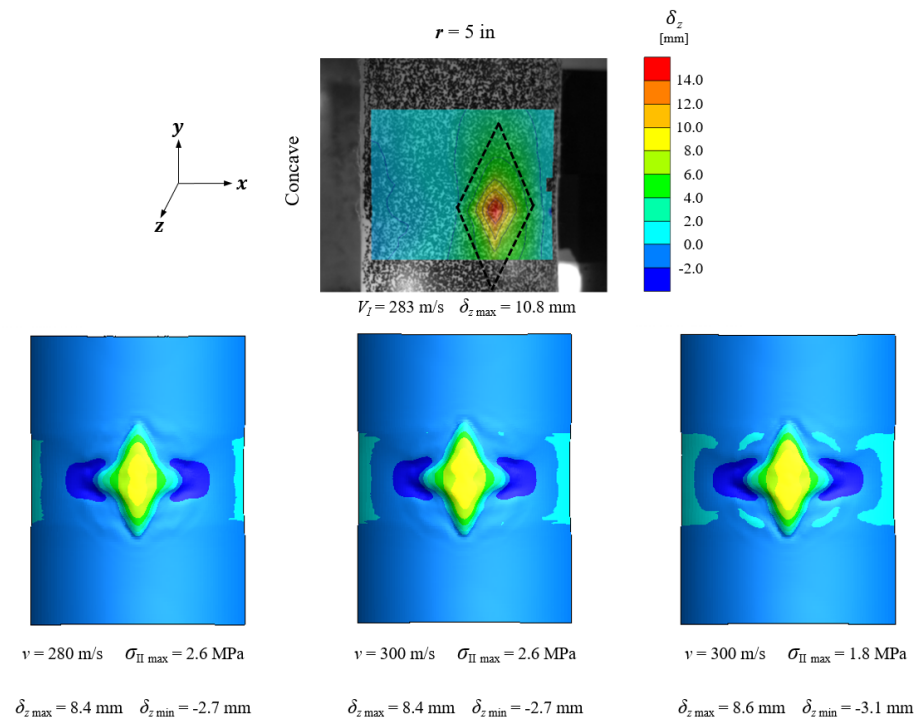 r = 5 in
δz
[mm]
14.0
12.0
10.0
8.0
6.0
4.0
2.0
0.0
-2.0
y
x
z
Concave
VI = 283 m/s δz max = 10.8 mm
v = 280 m/s σII max = 2.6 MPa
δz max = 8.4 mm δz min = -2.7 mm
v = 300 m/s σII max = 2.6 MPa
δz max = 8.4 mm δz min = -2.7 mm
v = 300 m/s σII max = 1.8 MPa
δz max = 8.6 mm δz min = -3.1 mm